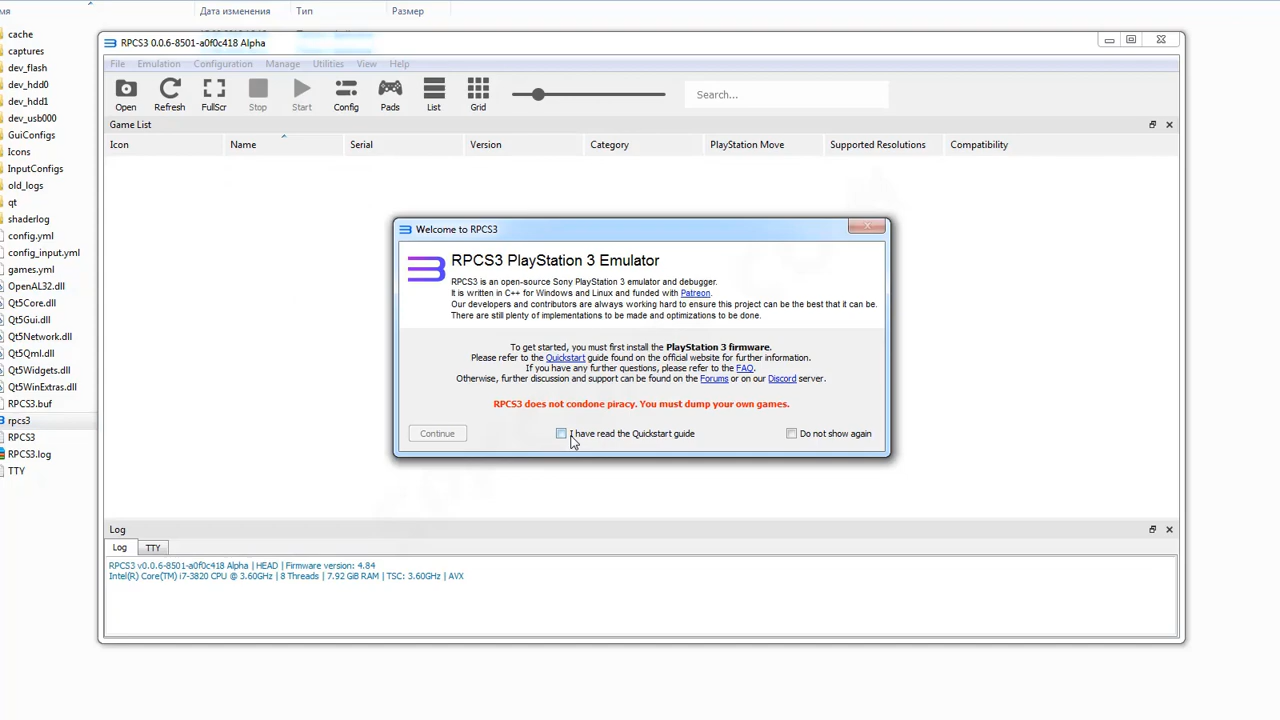 мя Дата изменения Тип Размер
cache
captures
dev_flash
dev_hdd0
dev_hdd1
dev_usb000
GuiConfigs
Icons
InputConfigs
old_logs
qt
shaderlog
config.yml
config_input.yml
games.yml
OpenAL32.dll
Qt5Core.dll
Qt5Gui.dll
Qt5Network.dll
Qt5Qml.dll
Qt5Widgets.dll
Qt5WinExtras.dll
RPCS3.buf
rpcs3
RPCS3
RPCS3.log
TTY
RPCS3 0.0.6-8501-a0f0c418 Alpha
File Emulation Configuration Manage Utilities View Help
Open Refresh FullScr Stop Start Config Pads List Grid Search...
Game List
Icon Name Serial Version Category PlayStation Move Supported Resolutions Compatibility
Welcome to RPCS3
RPCS3 PlayStation 3 Emulator
RPCS3 is an open-source Sony PlayStation 3 emulator and debugger.
It is written in C++ for Windows and Linux and funded with Patreon.
Our developers and contributors are always working hard to ensure this project can be the best that it can be.
There are still plenty of implementations to be made and optimizations to be done.
To get started, you must first install the PlayStation 3 firmware.
Please refer to the Quickstart guide found on the official website for further information.
If you have any further questions, please refer to the FAQ.
Otherwise, further discussion and support can be found on the Forums or on our Discord server.
RPCS3 does not condone piracy. You must dump your own games.
Continue I have read the Quickstart guide Do not show again
Log
Log TTY
RPCS3 v0.0.6-8501-a0f0c418 Alpha | HEAD | Firmware version: 4.84
Intel(R) Core(TM) i7-3820 CPU @ 3.60GHz | 8 Threads | 7.92 GiB RAM | TSC: 3.60GHz | AVX